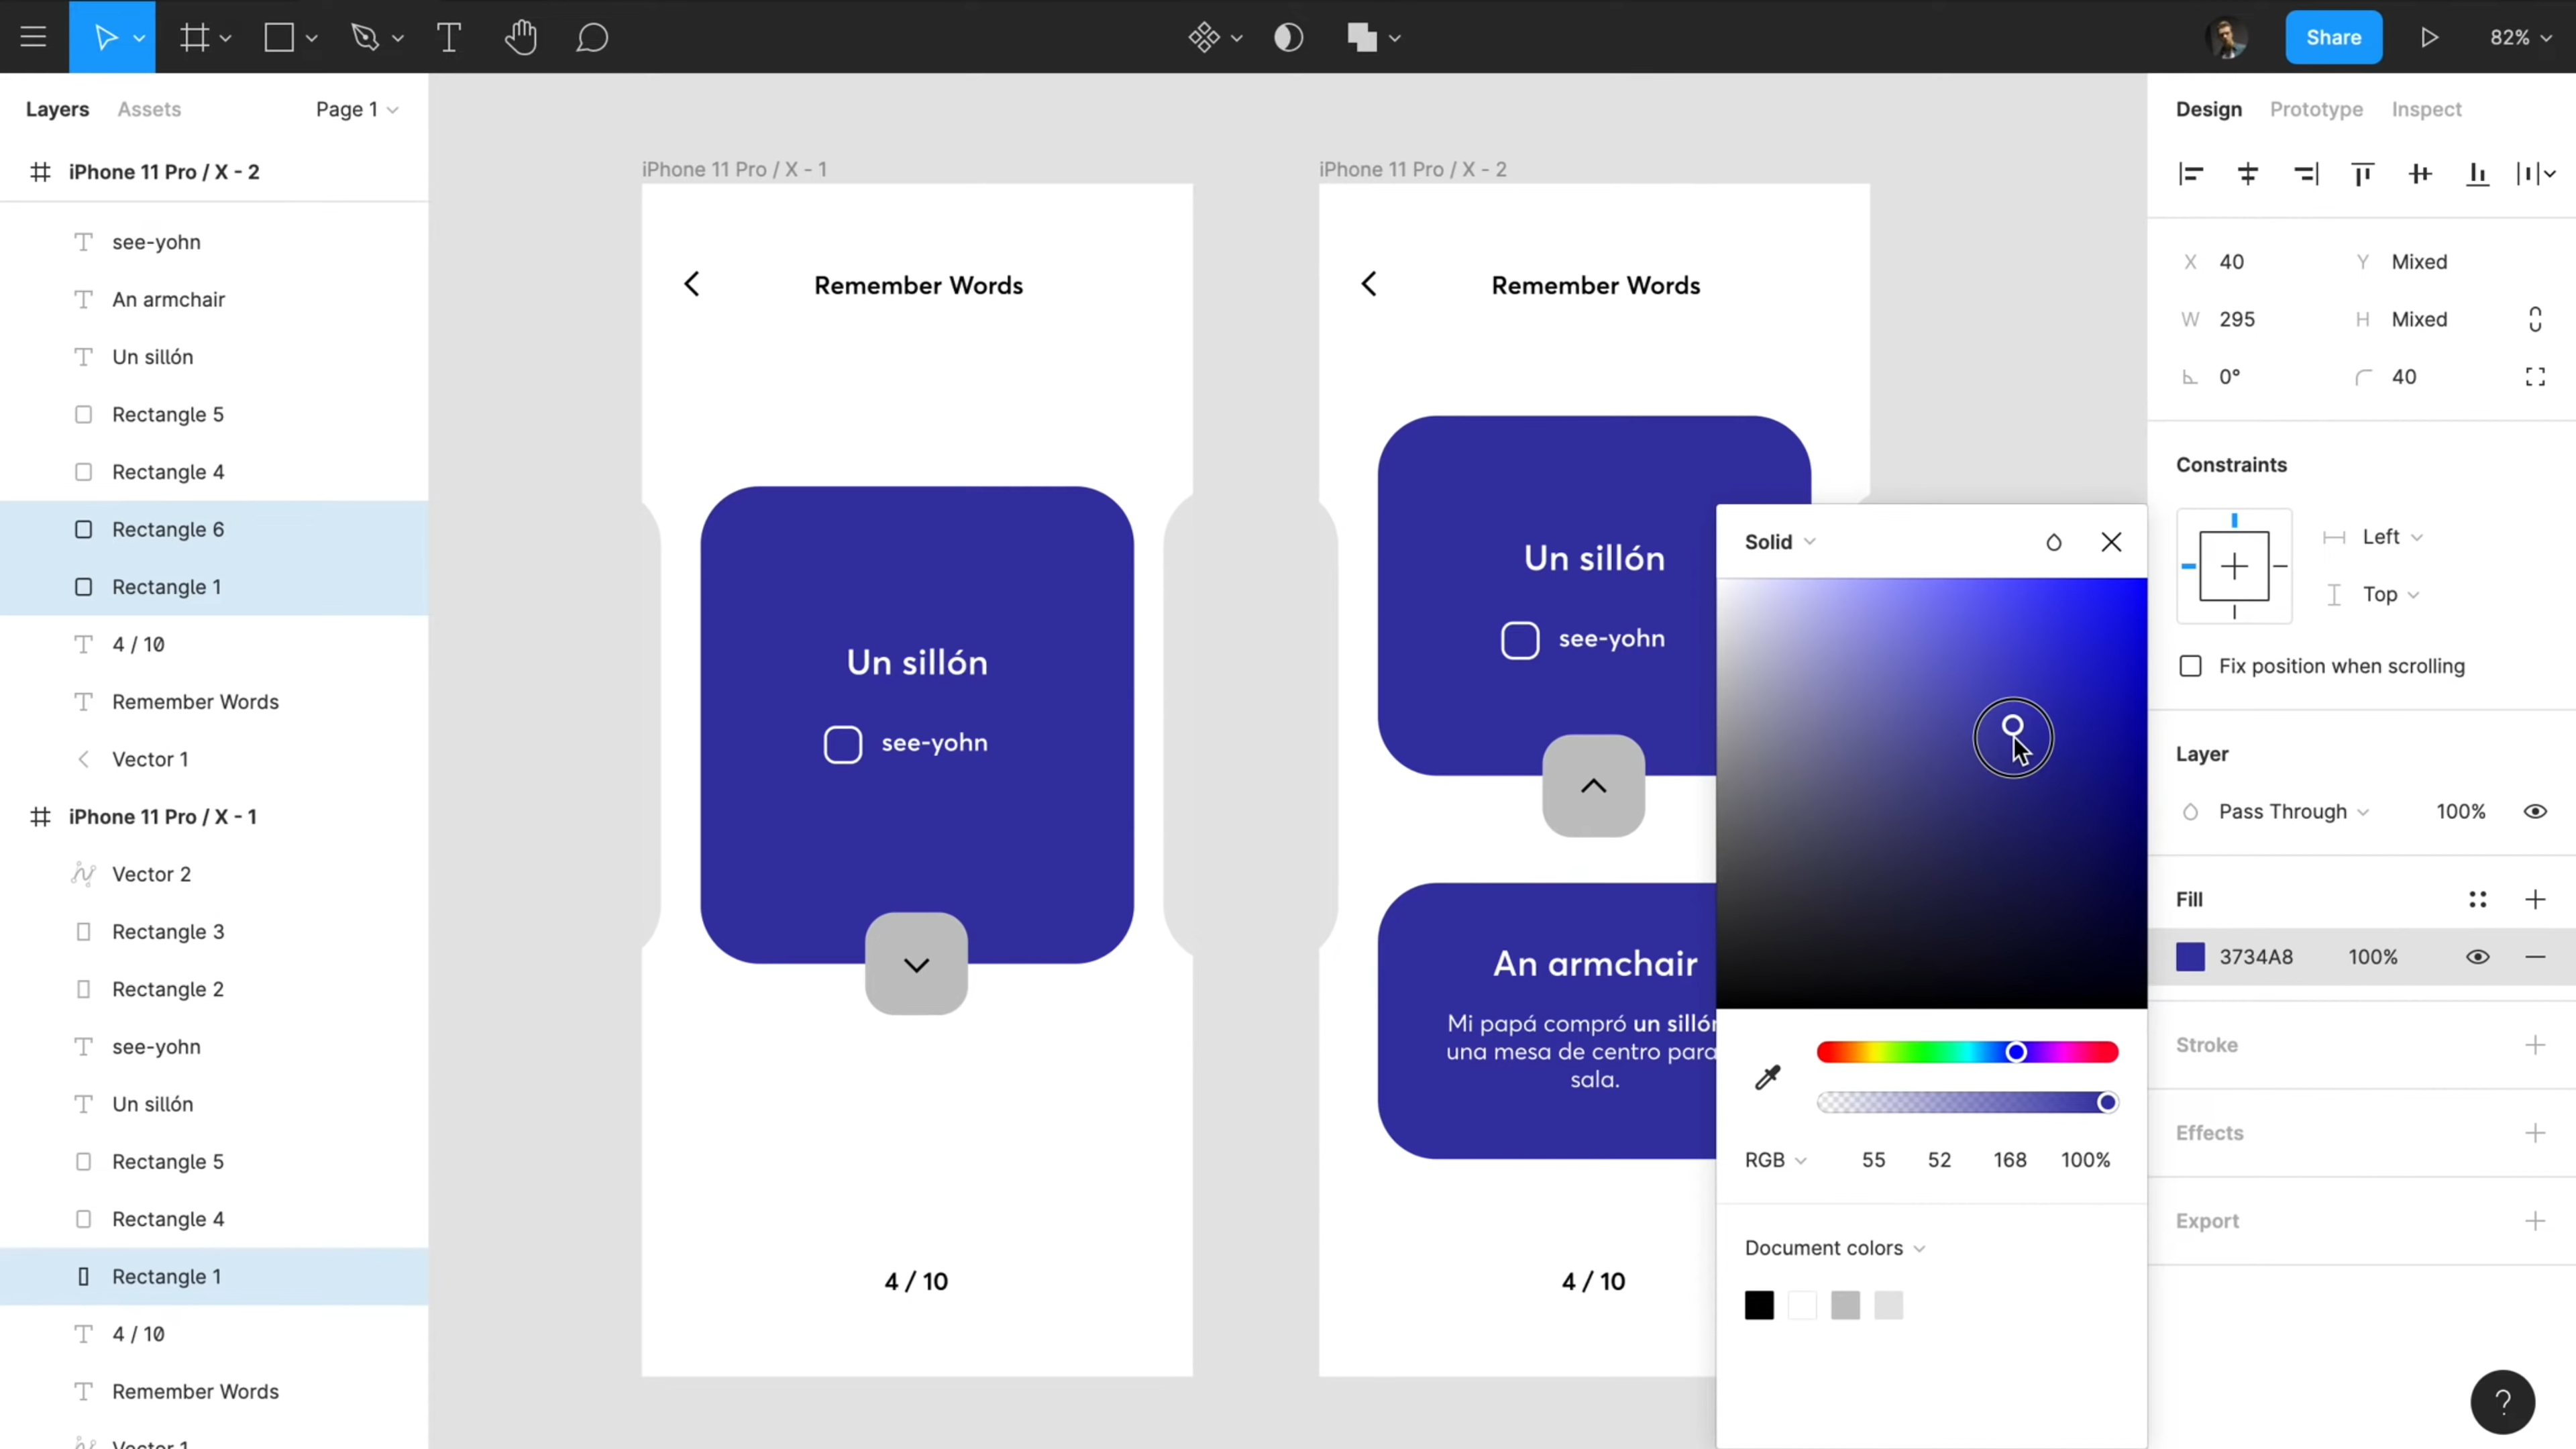 Share
82%
Layers
Assets
Page 1
iPhone 11 Pro / X - 2
see-yohn
An armchair
Un sillón
Rectangle 5
Rectangle 4
Rectangle 6
Rectangle 1
4 / 10
Remember Words
Vector 1
iPhone 11 Pro / X - 1
Vector 2
Rectangle 3
Rectangle 2
see-yohn
Un sillón
Rectangle 5
Rectangle 4
Rectangle 1
4 / 10
Remember Words
Vector 1
iPhone 11 Pro / X - 1
Remember Words
Un sillón
see-yohn
4 / 10
iPhone 11 Pro / X - 2
Remember Words
Un sillón
see-yohn
An armchair
Mi papá compró un sillón
una mesa de centro para
sala.
4 / 10
Solid
RGB 55 52 168 100%
Document colors
Design
Prototype
Inspect
X 40 Y Mixed
W 295 H Mixed
0° 40
Constraints
Left
Top
Fix position when scrolling
Layer
Pass Through 100%
Fill
3734A8 100%
Stroke
Effects
Export
?